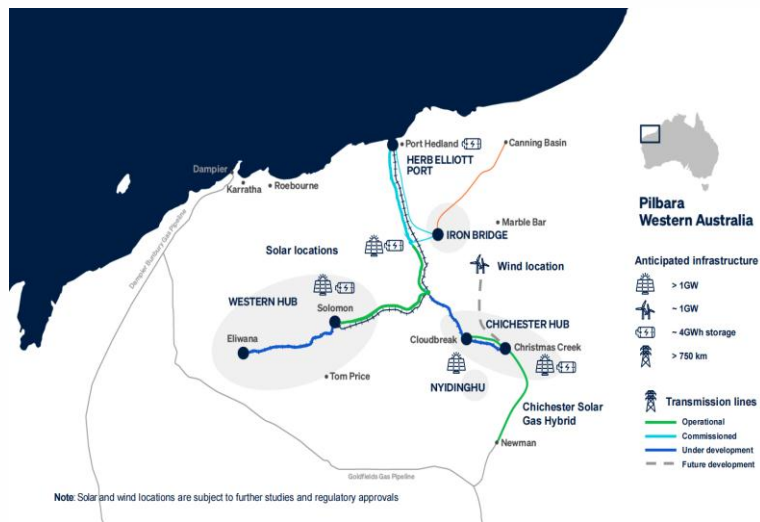 Port Hedland
HERB ELLIOTT
PORT
Canning Basin
Dampier
Karratha
Roebourne
Dampier Bunbury Gas Pipeline
Marble Bar
IRON BRIDGE
Solar locations
Wind location
WESTERN HUB
Solomon
Eliwana
CHICHESTER HUB
Cloudbreak
Christmas Creek
Tom Price
NYIDINGHU
Chichester Solar
Gas Hybrid
Newman
Goldfields Gas Pipeline
Note: Solar and wind locations are subject to further studies and regulatory approvals
Pilbara
Western Australia
Anticipated infrastructure
> 1GW
~ 1GW
~ 4GWh storage
> 750 km
Transmission lines
Operational
Commissioned
Under development
Future development